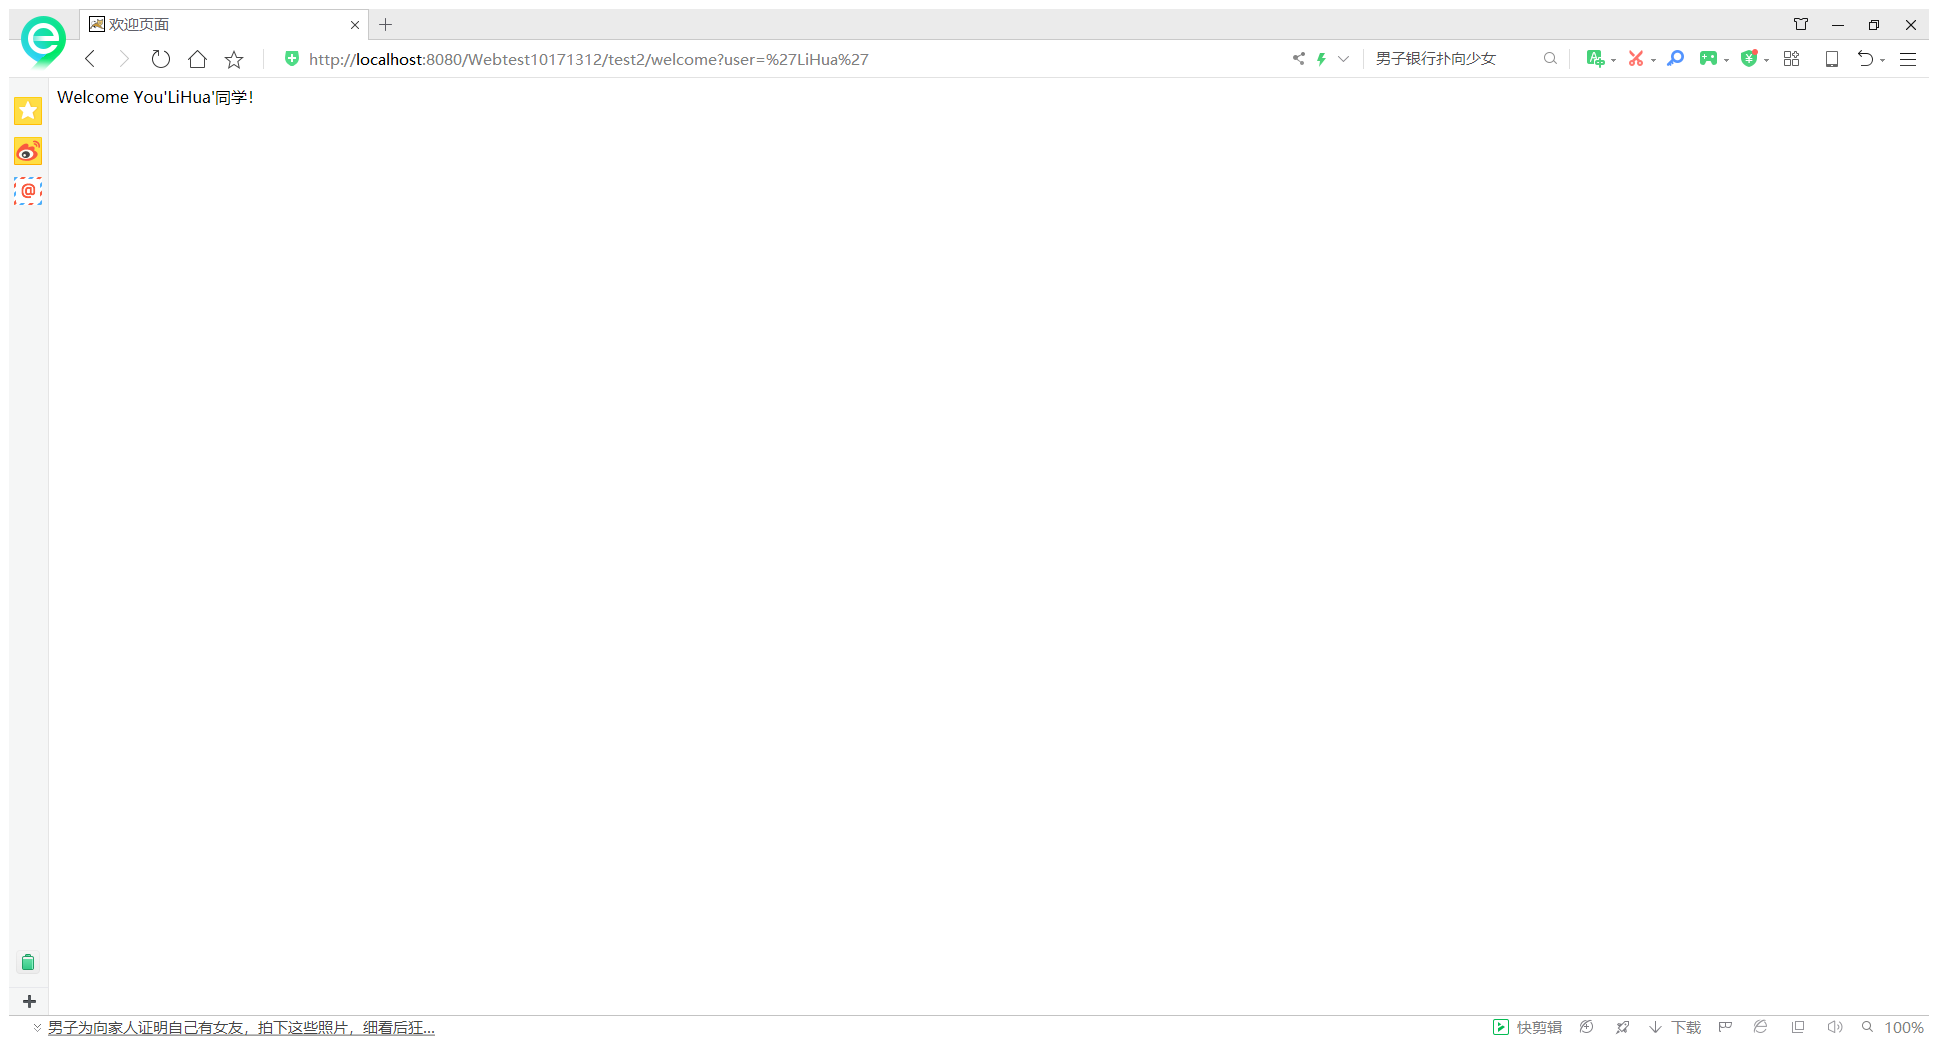 欢迎页面
http://localhost:8080/Webtest10171312/test2/welcome?user=%27LiHua%27
男子银行扑向少女
Welcome You'LiHua'同学!
男子为向家人证明自己有女友，拍下这些照片，细看后狂...
快剪辑
下载
100%